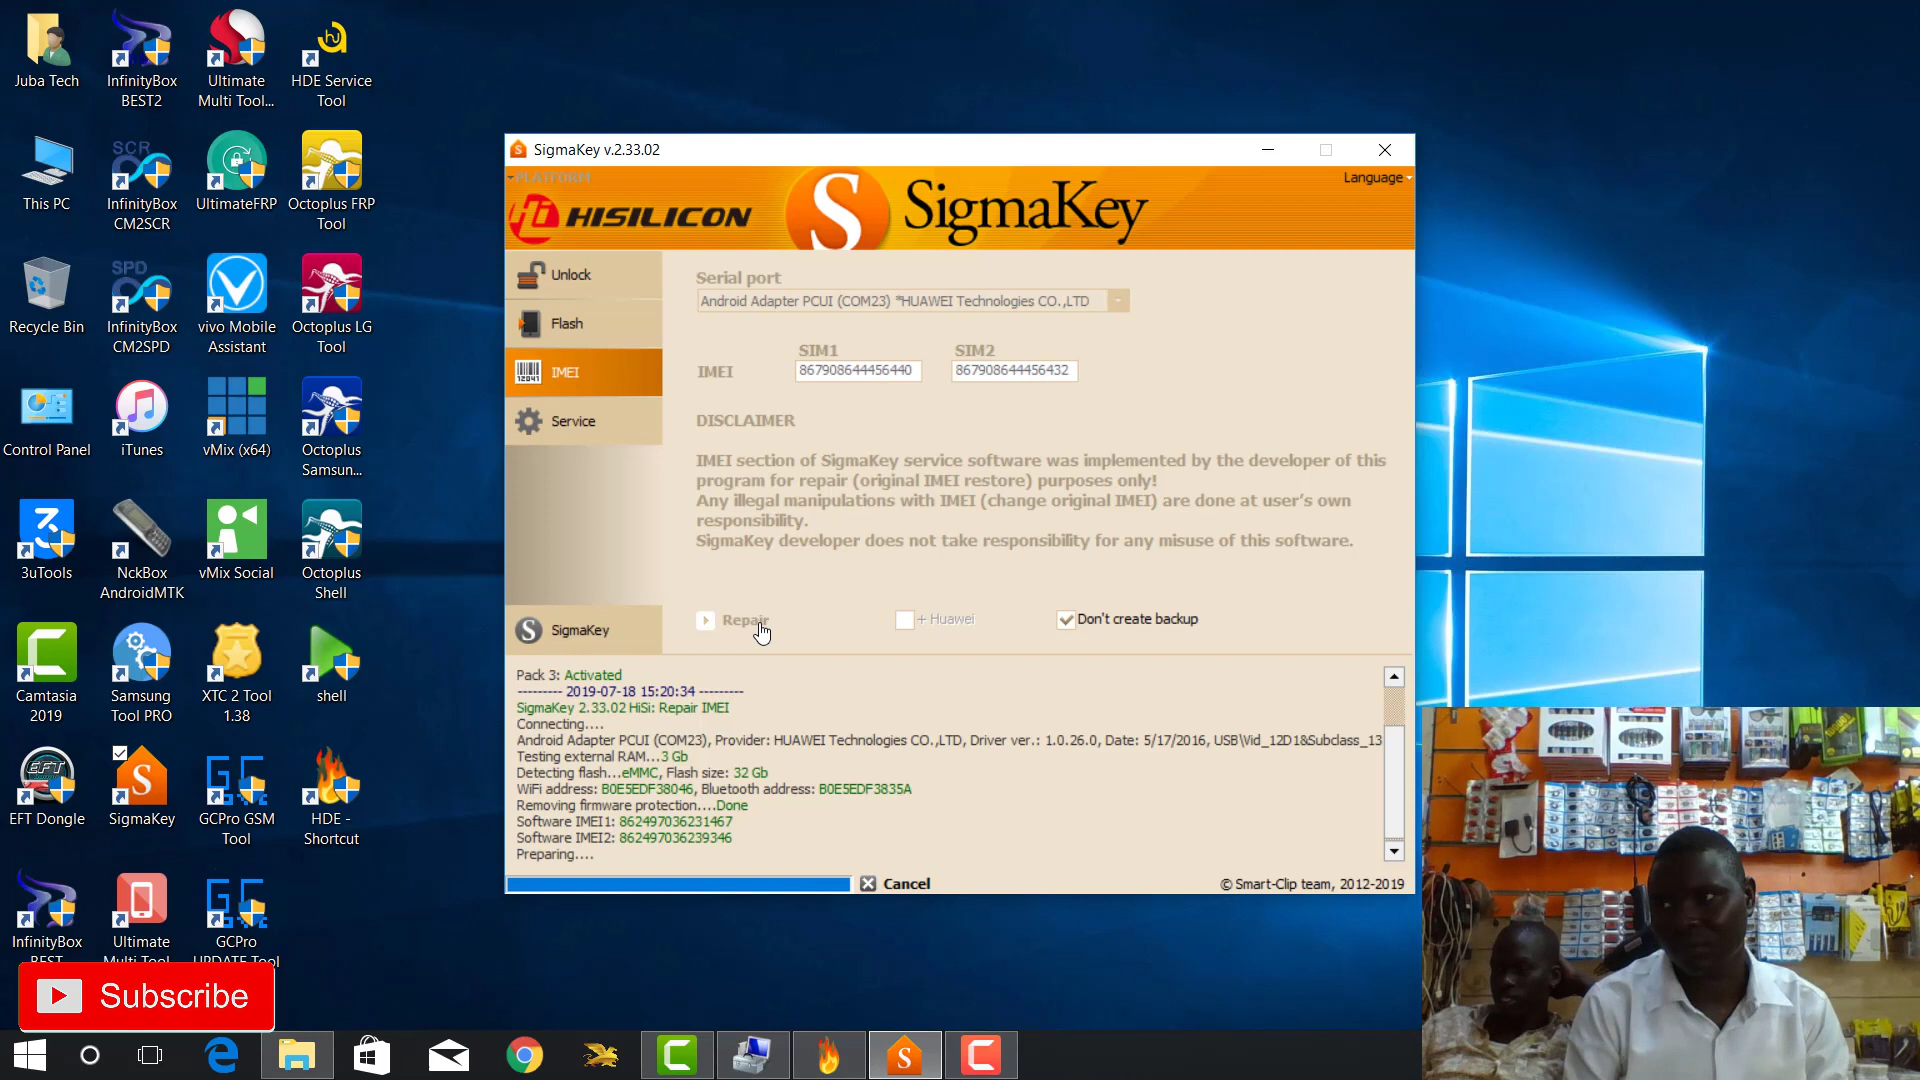 Juba Tech
InfinityBox
BEST2
Ultimate
Multi Tool...
HDE Service
Tool
This PC
SCR
InfinityBox
CM2SCR
UltimateFRP
Octoplus FRP
Tool
Recycle Bin
SPD
InfinityBox
CM2SPD
vivo Mobile
Assistant
Octoplus LG
Tool
Control Panel
iTunes
vMix (x64)
Octoplus
Samsun...
3uTools
NckBox
AndroidMTK
vMix Social
Octoplus
Shell
Camtasia
2019
Samsung
Tool PRO
XTC 2 Tool
1.38
shell
EFT
EFT Dongle
SigmaKey
GCPro GSM
Tool
HDE -
Shortcut
InfinityBox
BEST
Ultimate
Multi Tool
GCPro
UPDATE Tool
Subscribe
SigmaKey v.2.33.02
PLATFORM
Language
HISILICON
SigmaKey
Unlock
Flash
IMEI
Service
SigmaKey
Serial port
Android Adapter PCUI (COM23) *HUAWEI Technologies CO.,LTD
SIM1
SIM2
IMEI
867908644456440
867908644456432
DISCLAIMER
IMEI section of SigmaKey service software was implemented by the developer of this
program for repair (original IMEI restore) purposes only!
Any illegal manipulations with IMEI (change original IMEI) are done at user's own
responsibility.
SigmaKey developer does not take responsibility for any misuse of this software.
Repair
+ Huawei
Don't create backup
Pack 3: Activated
--------- 2019-07-18 15:20:34 ---------
SigmaKey 2.33.02 HiSi: Repair IMEI
Connecting....
Android Adapter PCUI (COM23), Provider: HUAWEI Technologies CO.,LTD, Driver ver.: 1.0.26.0, Date: 5/17/2016, USB\Vid_12D1&Subclass_13
Testing external RAM...3 Gb
Detecting flash...eMMC, Flash size: 32 Gb
WiFi address: B0E5EDF38046, Bluetooth address: B0E5EDF3835A
Removing firmware protection....Done
Software IMEI1: 862497036231467
Software IMEI2: 862497036239346
Preparing....
Cancel
© Smart-Clip team, 2012-2019